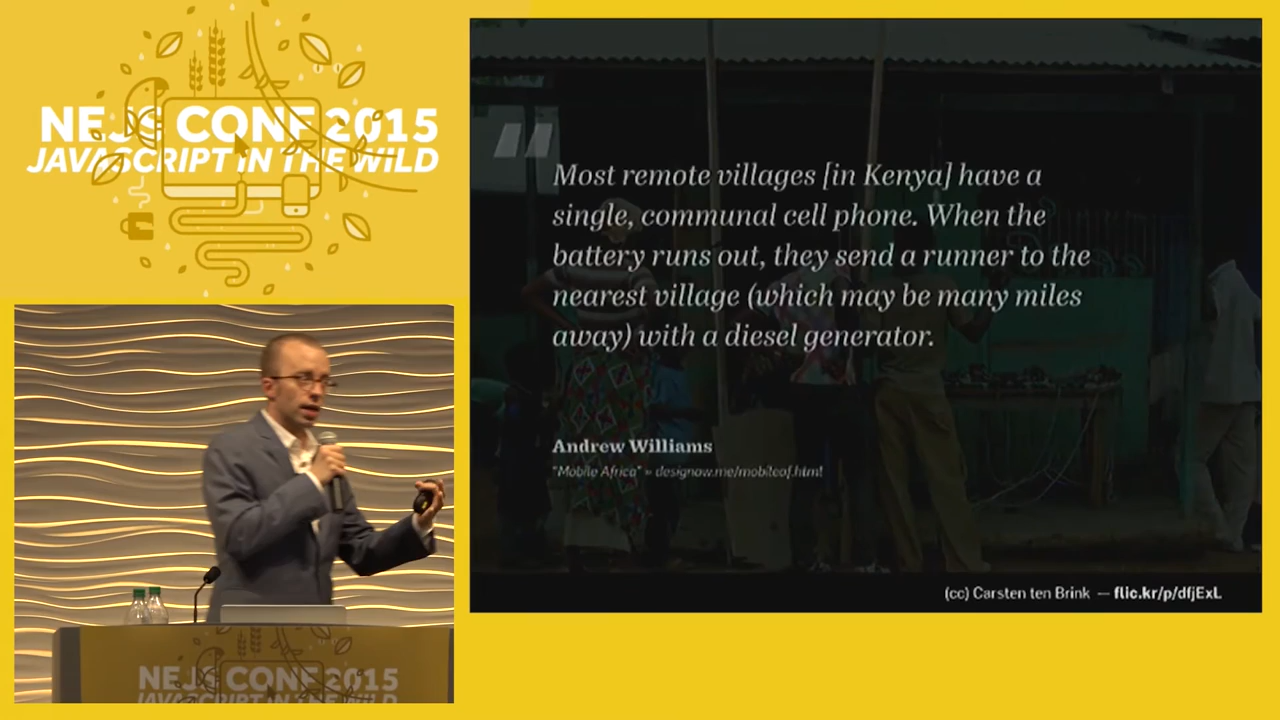 NEJS CONF 2015
JAVASCRIPT IN THE WILD
"
Most remote villages [in Kenya] have a
single, communal cell phone. When the
battery runs out, they send a runner to the
nearest village (which may be many miles
away) with a diesel generator.
Andrew Williams
"Mobile Africa" » designow.me/mobileaf.html
(cc) Carsten ten Brink — flic.kr/p/dfjExL
NEJS CONF 2015
JAVASCRIPT IN THE WILD